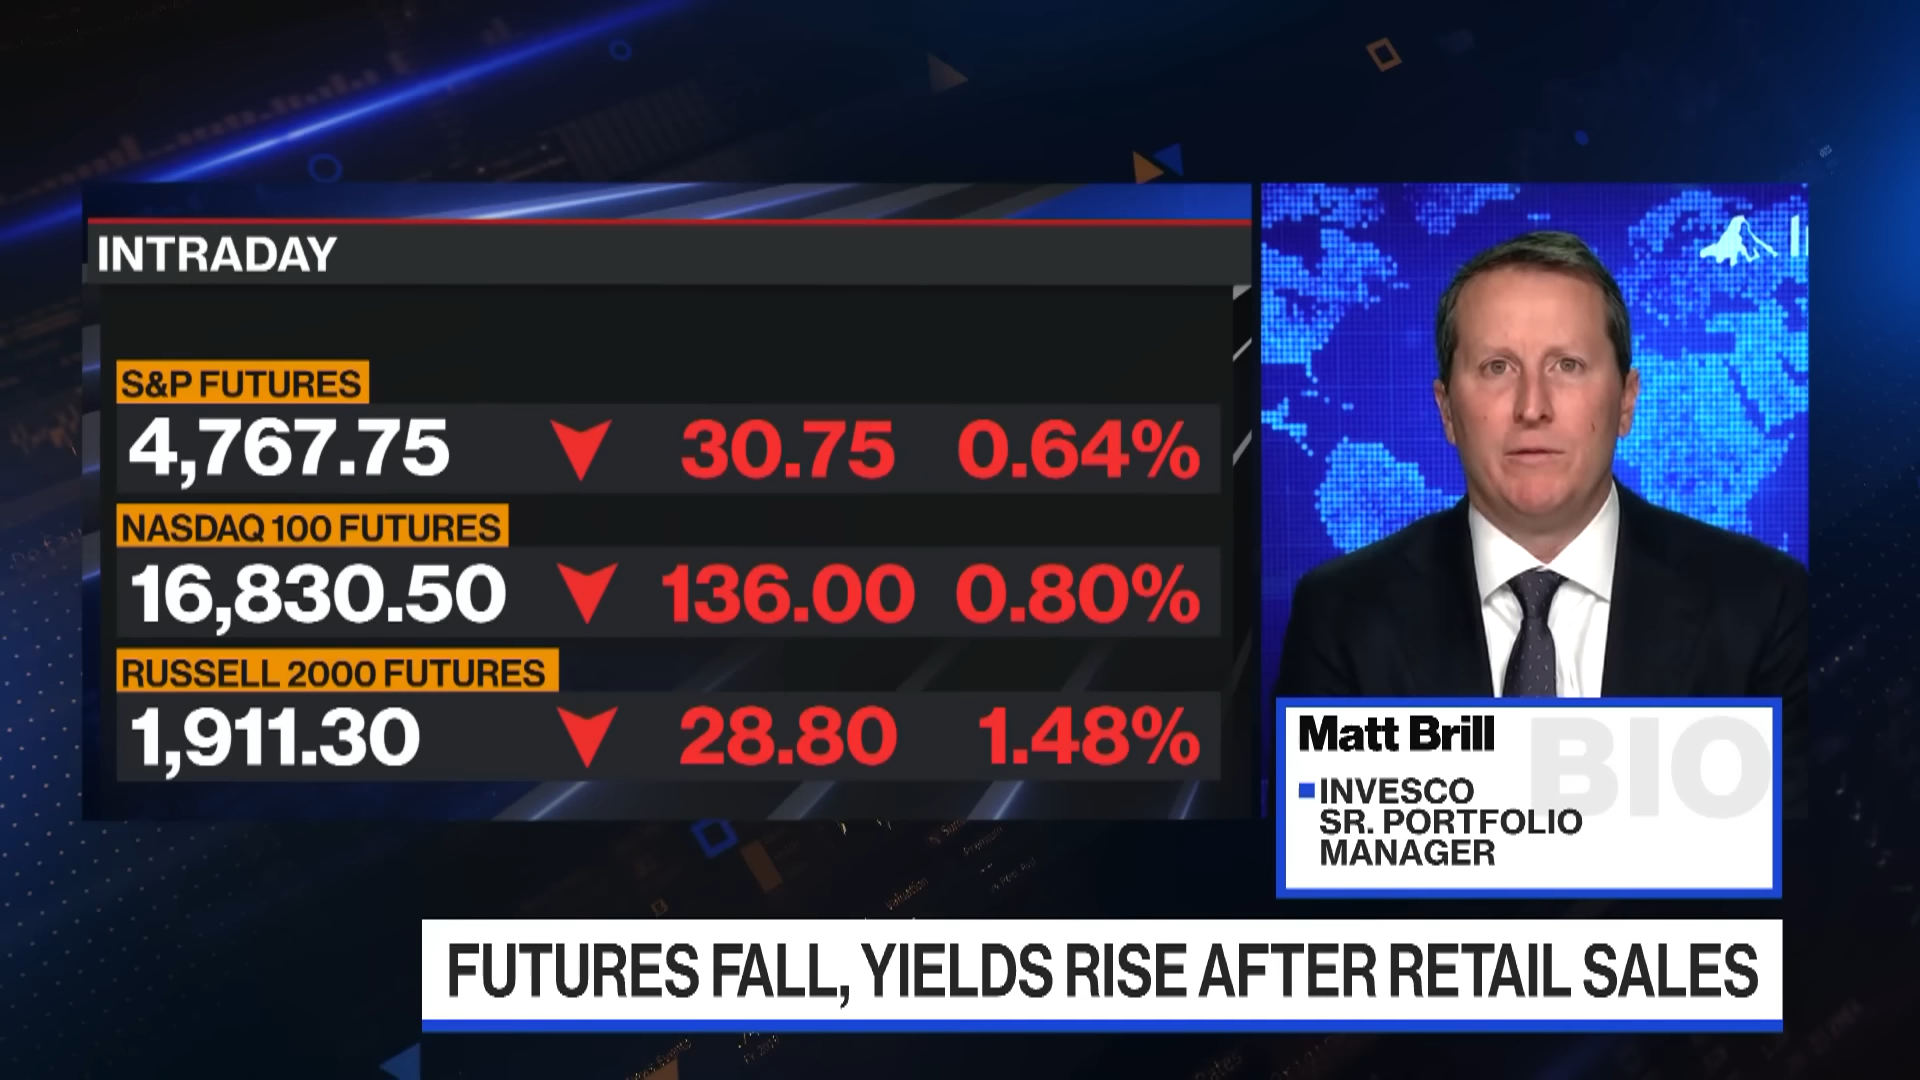 INTRADAY
S&P FUTURES
4,767.75 ▼ 30.75 0.64%
NASDAQ 100 FUTURES
16,830.50 ▼ 136.00 0.80%
RUSSELL 2000 FUTURES
1,911.30 ▼ 28.80 1.48%
Matt Brill
BIO
INVESCO
SR. PORTFOLIO
MANAGER
FUTURES FALL, YIELDS RISE AFTER RETAIL SALES